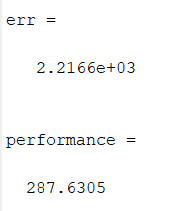 err =
2.2166e+03
performance =
287.6305